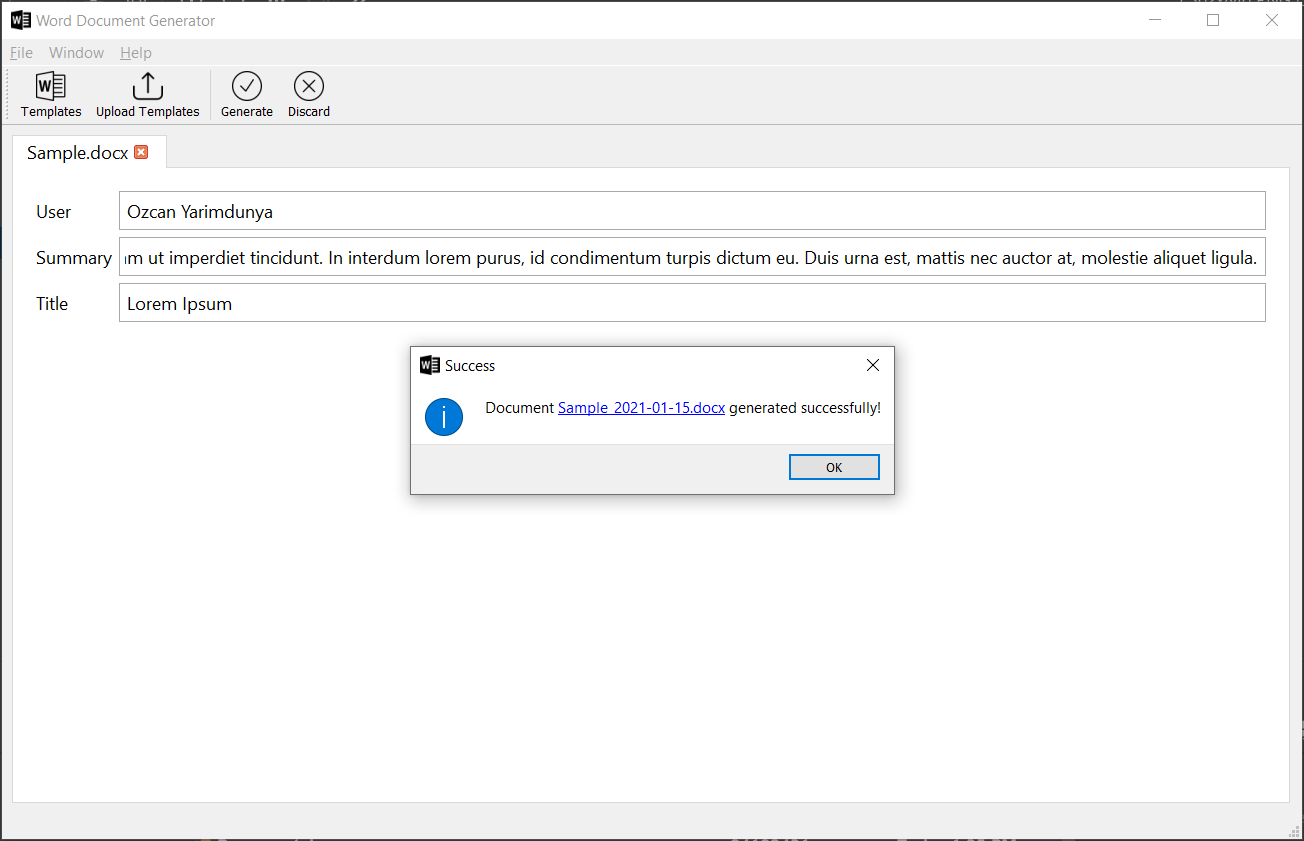 Word Document Generator
File Window Help
Templates Upload Templates Generate Discard
Sample.docx
User Ozcan Yarimdunya
Summary ut imperdiet tincidunt. In interdum lorem purus, id condimentum turpis dictum eu. Duis urna est, mattis nec auctor at, molestie aliquet ligula.
Title Lorem Ipsum
Success
Document Sample_2021-01-15.docx generated successfully!
OK